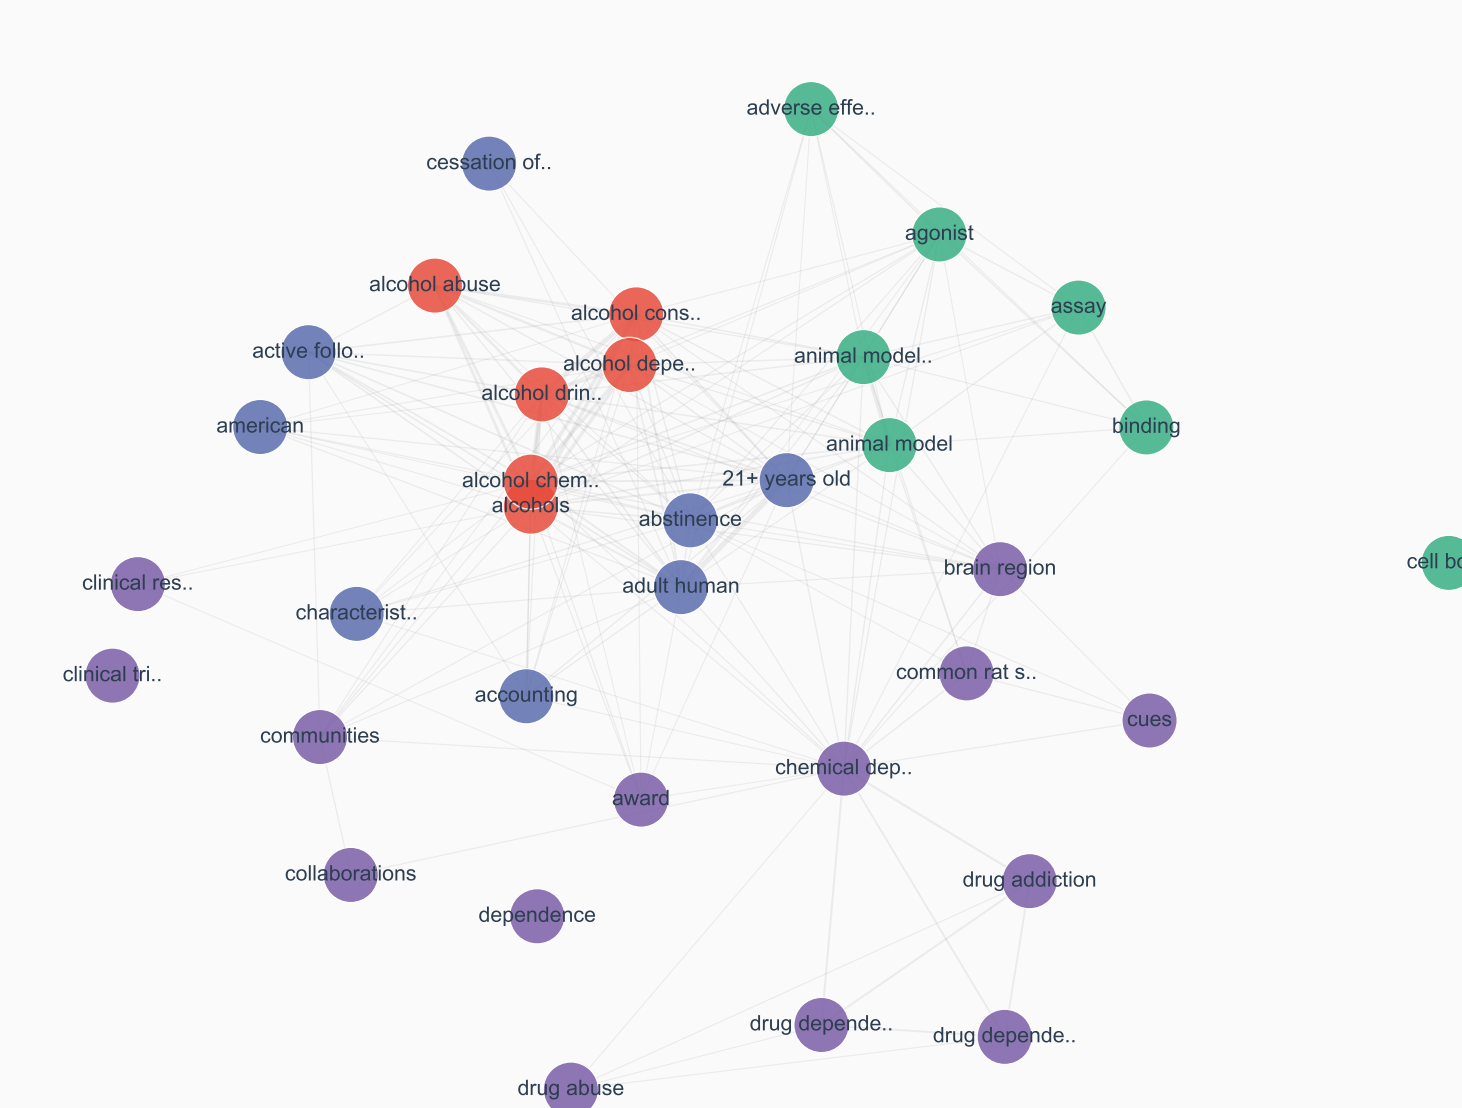 adverse effe..
cessation of..
agonist
alcohol abuse
assay
alcohol cons..
active follo..
animal model..
alcohol depe..
alcohol drin..
american
binding
animal model
alcohol chem..
21+ years old
alcohols
abstinence
cell bo
brain region
clinical res..
adult human
characterist..
clinical tri..
common rat s..
accounting
cues
communities
chemical dep..
award
collaborations
drug addiction
dependence
drug depende..
drug depende..
drug abuse